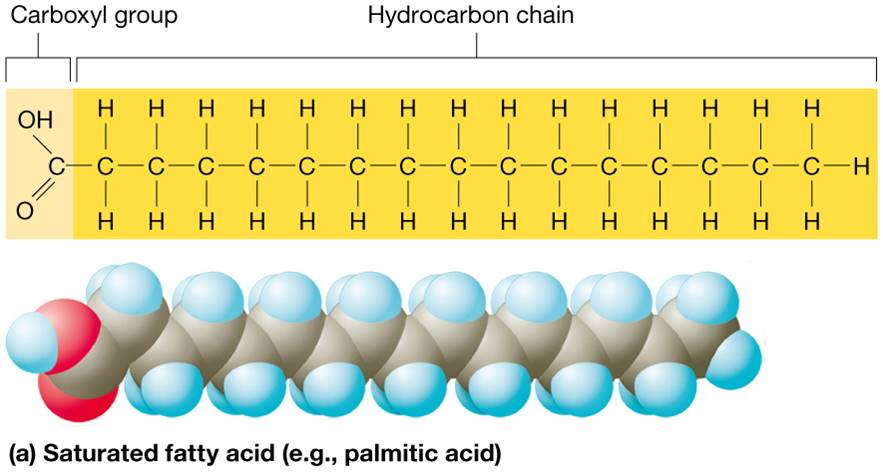 Carboxyl group Hydrocarbon chain
H H H H H H H H H H H H H H H
OH
C C C C C C C C C C C C C C C C H
O
H H H H H H H H H H H H H H H
(a) Saturated fatty acid (e.g., palmitic acid)